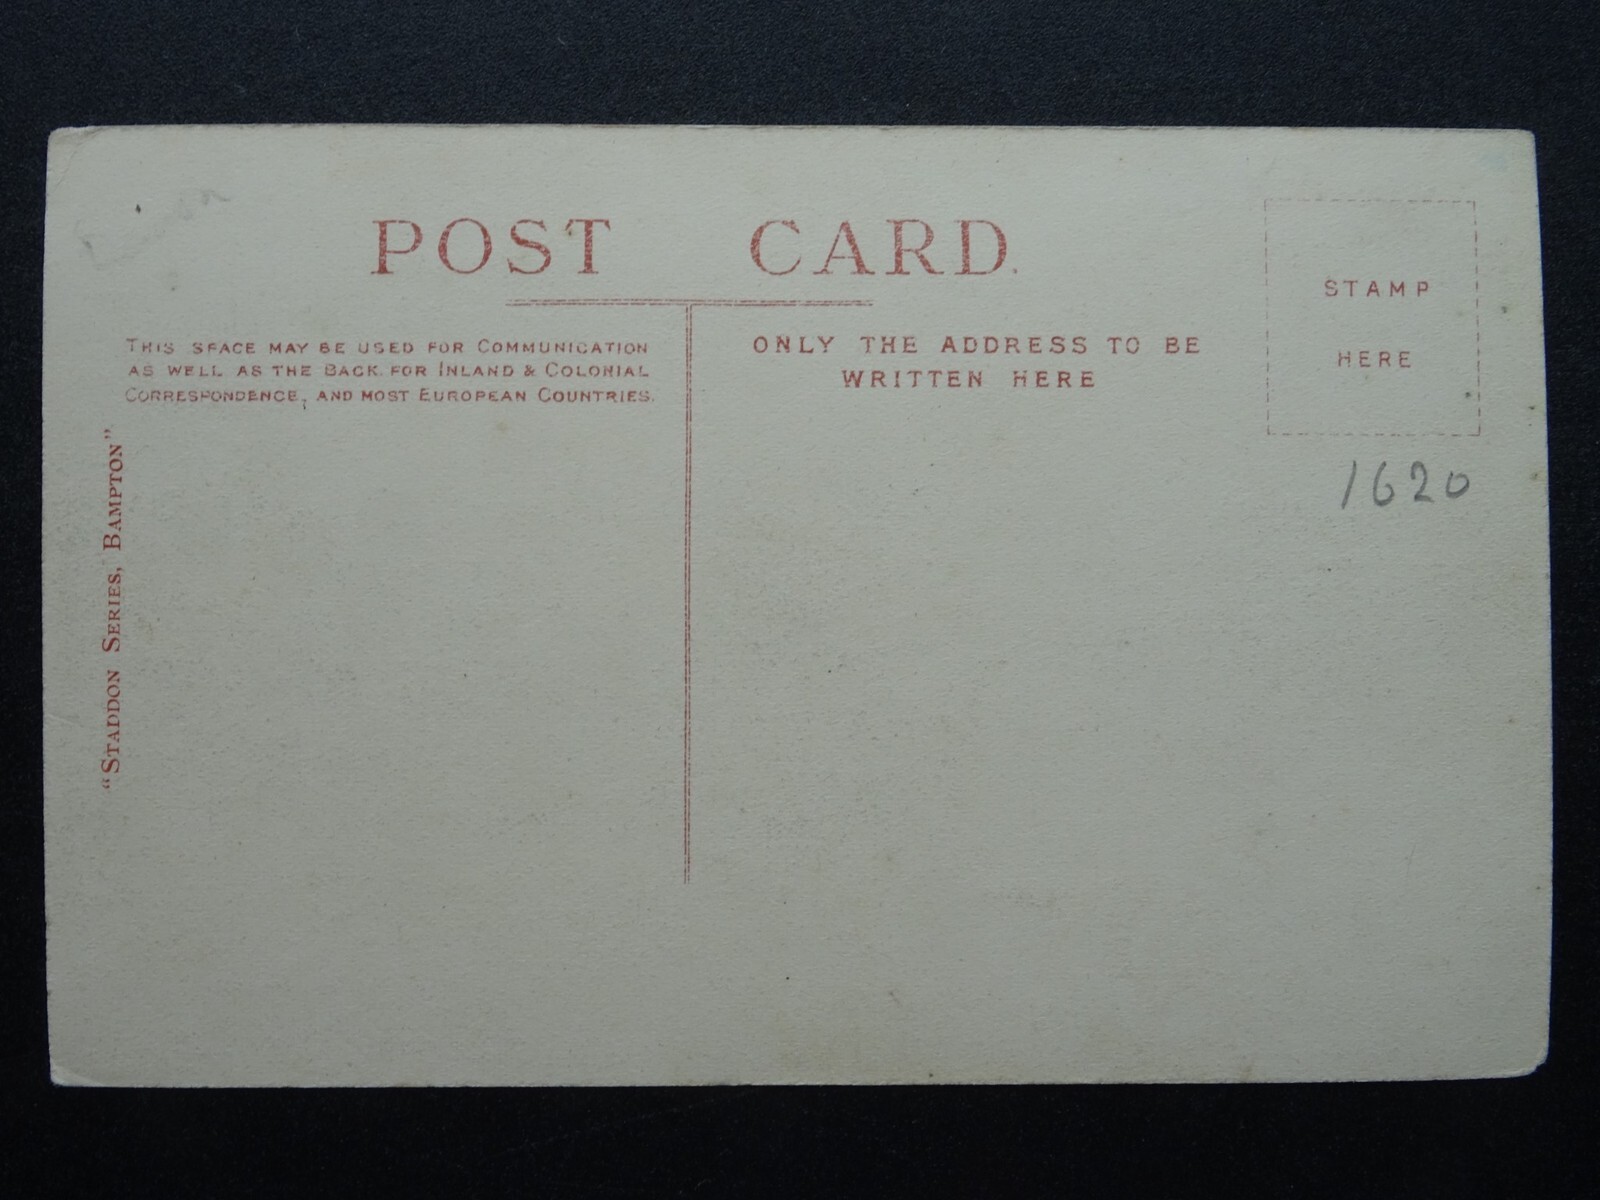 POST CARD.
THIS SPACE MAY BE USED FOR COMMUNICATION
AS WELL AS THE BACK FOR INLAND & COLONIAL
CORRESPONDENCE, AND MOST EUROPEAN COUNTRIES.
ONLY THE ADDRESS TO BE
WRITTEN HERE
STAMP
HERE
1620
"STADDON SERIES, BAMPTON"